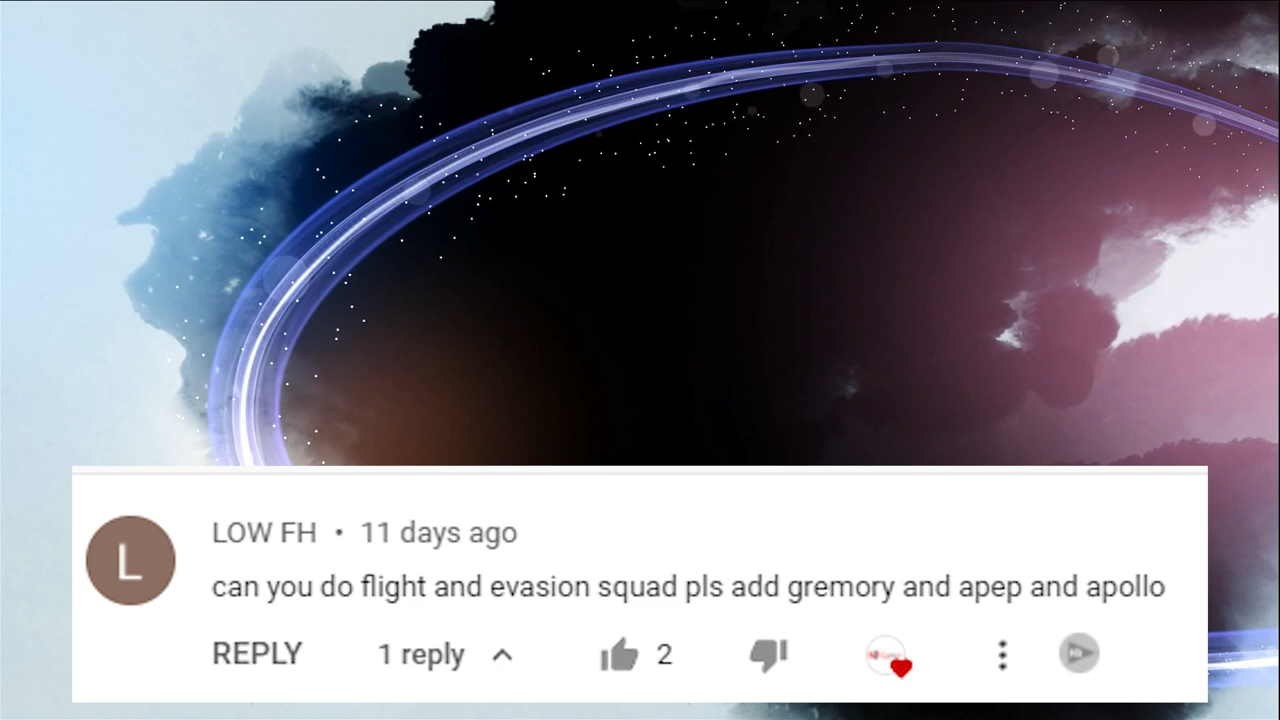 L
LOW FH • 11 days ago
can you do flight and evasion squad pls add gremory and apep and apollo
REPLY 1 reply 2